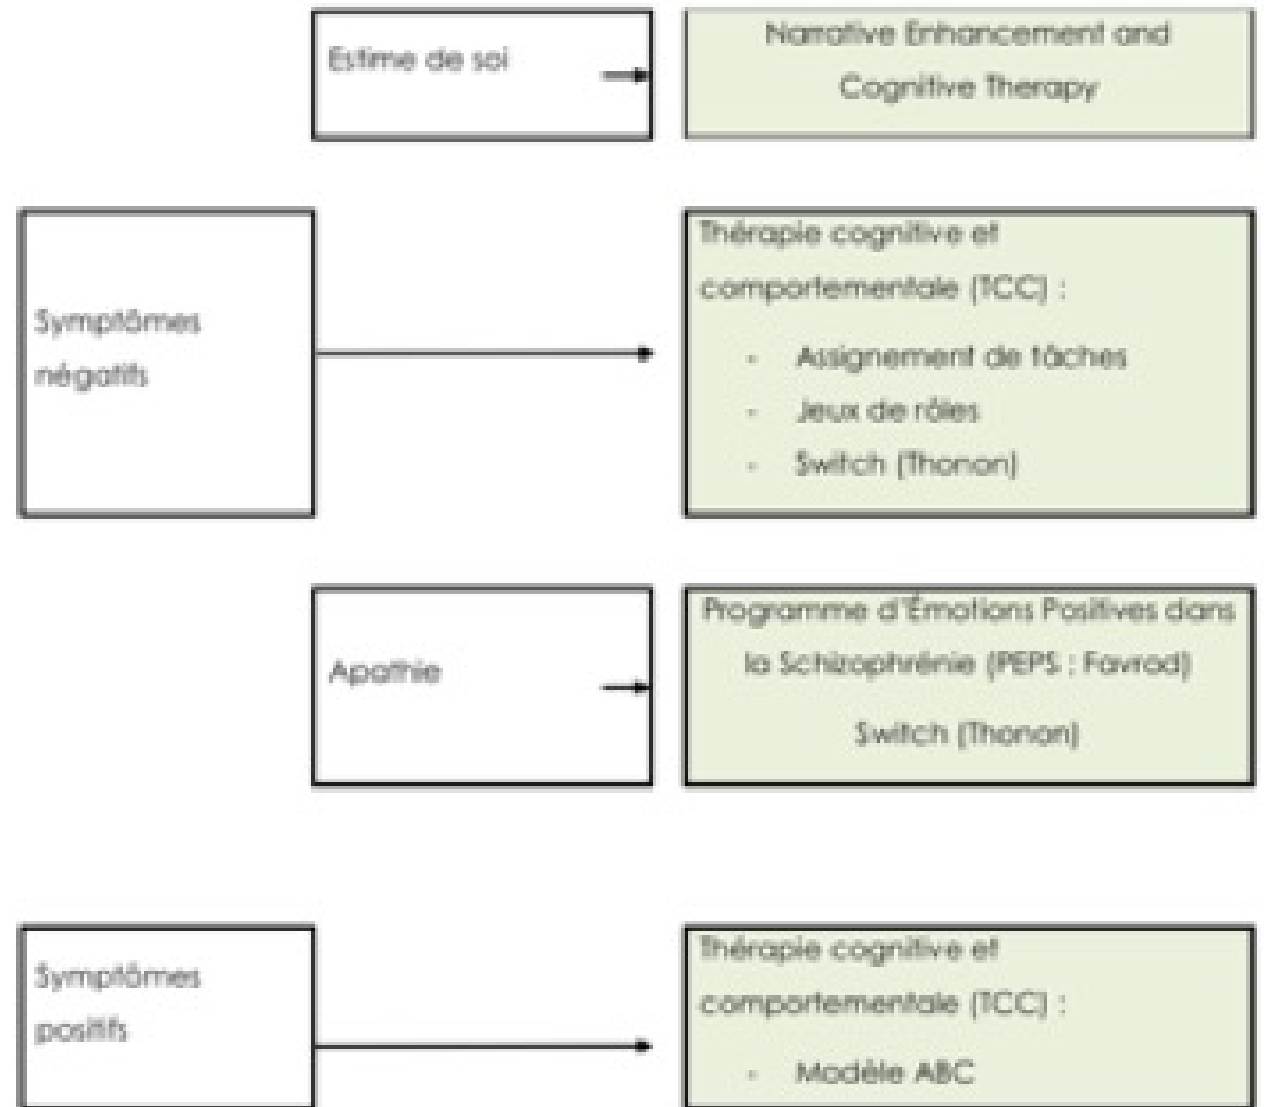 Estime de soi
Narrative Enhancement and
Cognitive Therapy
Symptômes
négatifs
Thérapie cognitive et
comportementale (TCC) :
- Assignement de tâches
- Jeux de rôles
- Switch (Thonon)
Apathie
Programme d'Émotions Positives dans
la Schizophrénie (PEPS : Favrod)
Switch (Thonon)
Symptômes
positifs
Thérapie cognitive et
comportementale (TCC) :
- Modèle ABC